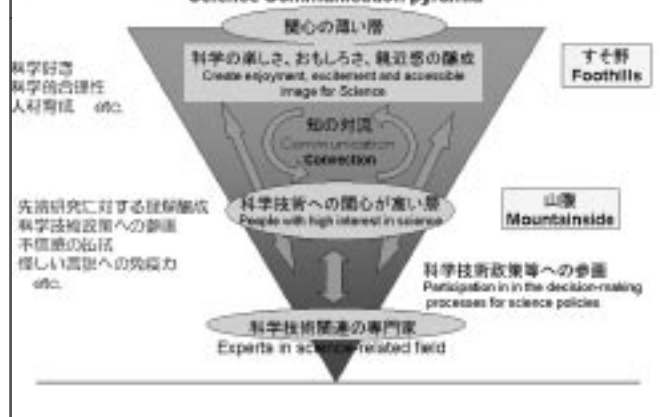 Science Communication pyramid
関心の薄い層
科学の楽しさ、おもしろさ、親近感の醸成
Create enjoyment, excitement and accessible
image for Science
すそ野
Foothills
科学的合理性
人材育成 etc.
知の対流
Communication
Convection
先端研究に対する理解醸成
科学技術政策への参画
不信感の払拭
怪しい言説への免疫力
etc.
科学技術への関心が高い層
People with high interest in science
山腹
Mountainside
科学技術政策等への参画
Participation in in the decision-making
processes for science policies
科学技術関連の専門家
Experts in science-related field